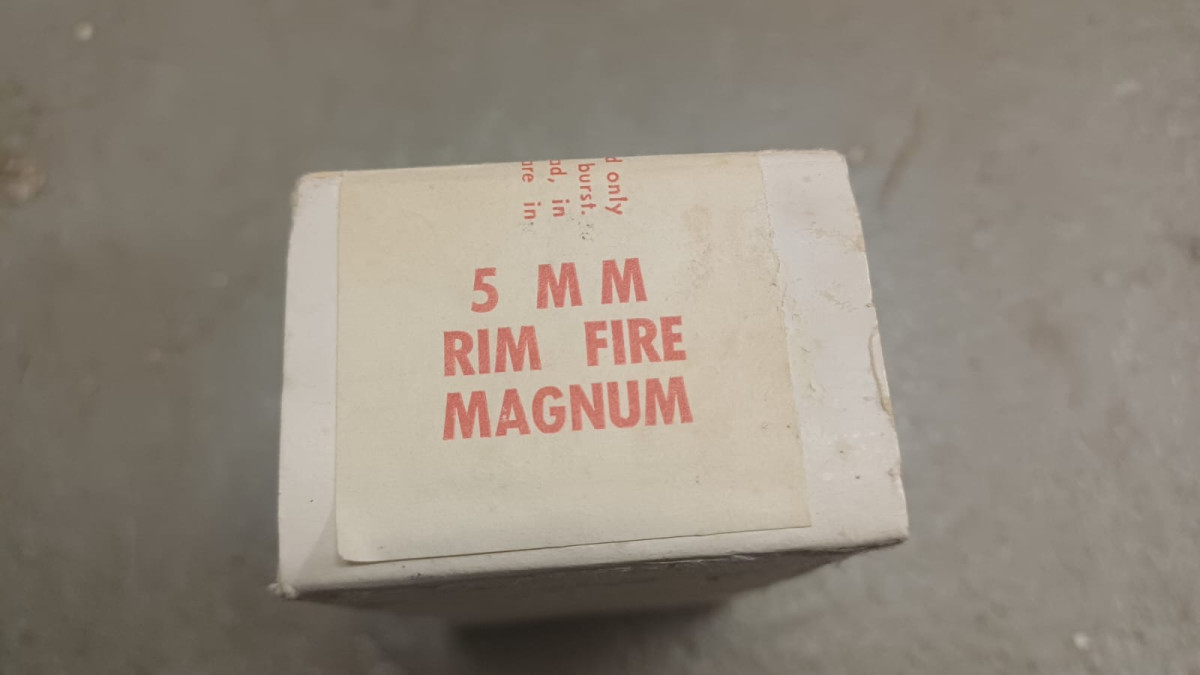 d only
burst.
ad, in
are in
5 MM
RIM FIRE
MAGNUM